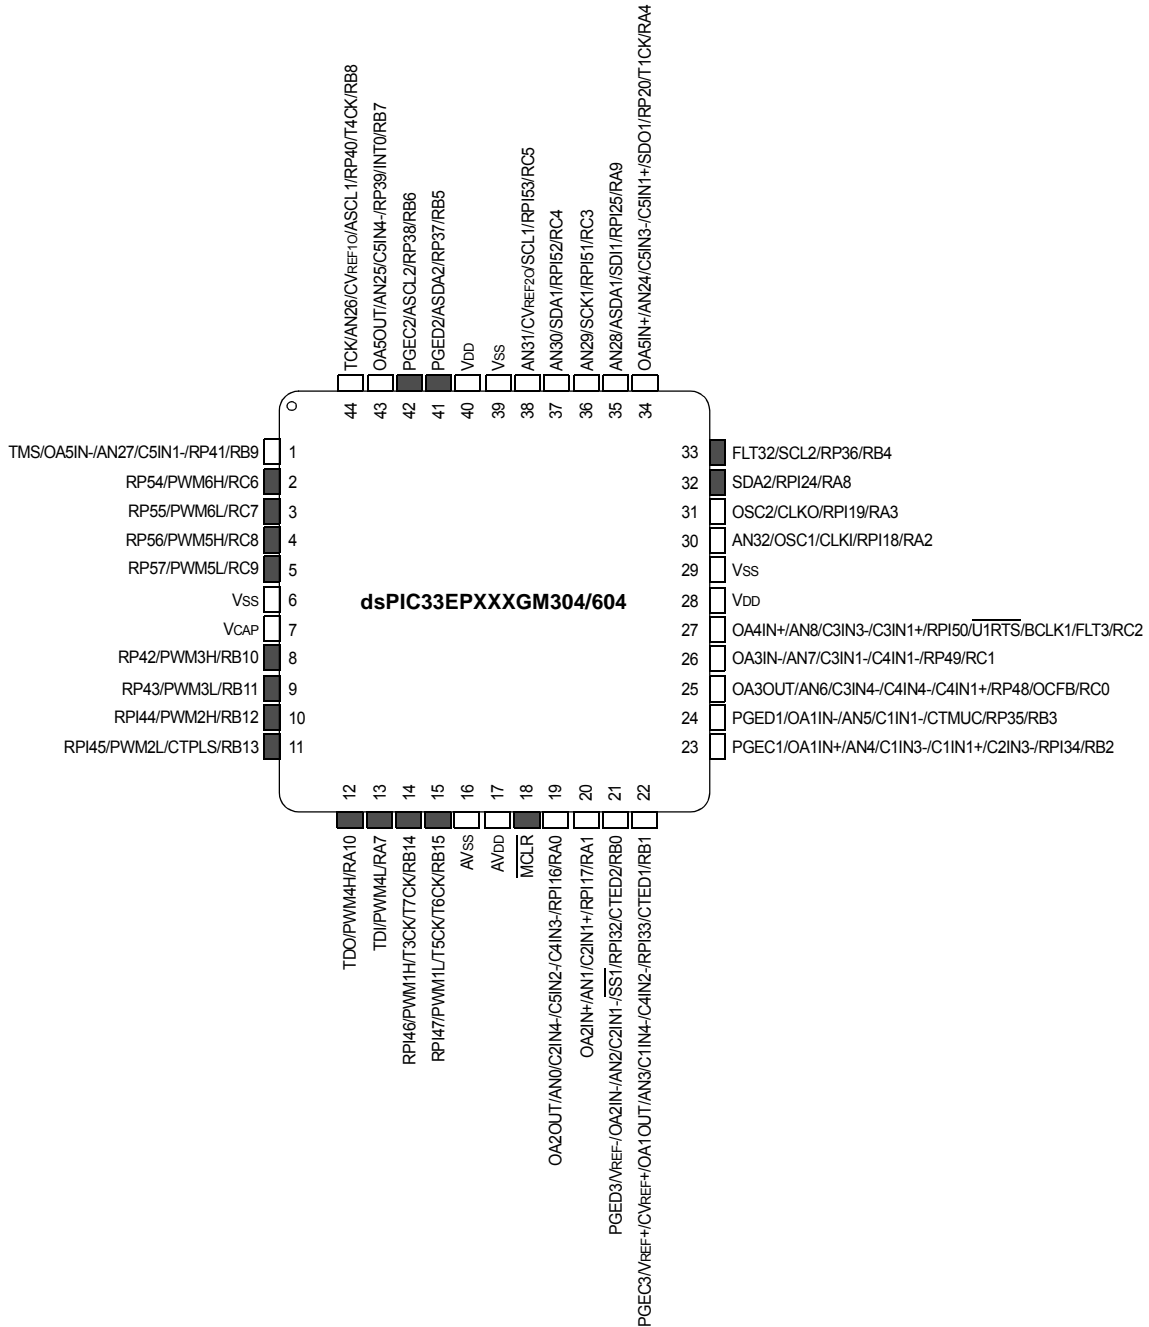 TCK/AN26/CVREF1O/ASCL1/RP40/T4CK/RB8
OA5OUT/AN25/C5IN4-/RP39/INT0/RB7
PGEC2/ASCL2/RP38/RB6
PGED2/ASDA2/RP37/RB5
VDD
VSS
AN31/CVREF2O/SCL1/RPI53/RC5
AN30/SDA1/RPI52/RC4
AN29/SCK1/RPI51/RC3
AN28/ASDA1/SDI1/RPI25/RA9
OA5IN+/AN24/C5IN3-/C5IN1+/SDO1/RP20/T1CK/RA4
44 43 42 41 40 39 38 37 36 35 34
TMS/OA5IN-/AN27/C5IN1-/RP41/RB9 1
RP54/PWM6H/RC6 2
RP55/PWM6L/RC7 3
RP56/PWM5H/RC8 4
RP57/PWM5L/RC9 5
VSS 6
VCAP 7
RP42/PWM3H/RB10 8
RP43/PWM3L/RB11 9
RPI44/PWM2H/RB12 10
RPI45/PWM2L/CTPLS/RB13 11
dsPIC33EPXXXGM304/604
33 FLT32/SCL2/RP36/RB4
32 SDA2/RPI24/RA8
31 OSC2/CLKO/RPI19/RA3
30 AN32/OSC1/CLKI/RPI18/RA2
29 VSS
28 VDD
27 OA4IN+/AN8/C3IN3-/C3IN1+/RPI50/U1RTS/BCLK1/FLT3/RC2
26 OA3IN-/AN7/C3IN1-/C4IN1-/RP49/RC1
25 OA3OUT/AN6/C3IN4-/C4IN4-/C4IN1+/RP48/OCFB/RC0
24 PGED1/OA1IN-/AN5/C1IN1-/CTMUC/RP35/RB3
23 PGEC1/OA1IN+/AN4/C1IN3-/C1IN1+/C2IN3-/RPI34/RB2
12 13 14 15 16 17 18 19 20 21 22
TDO/PWM4H/RA10
TDI/PWM4L/RA7
RPI46/PWM1H/T3CK/T7CK/RB14
RPI47/PWM1L/T5CK/T6CK/RB15
AVSS
AVDD
MCLR
OA2OUT/AN0/C2IN4-/C5IN2-/C4IN3-/RPI16/RA0
OA2IN+/AN1/C2IN1+/RPI17/RA1
PGED3/VREF-/OA2IN-/AN2/C2IN1-/SS1/RPI32/CTED2/RB0
PGEC3/VREF+/CVREF+/OA1OUT/AN3/C1IN4-/C4IN2-/RPI33/CTED1/RB1